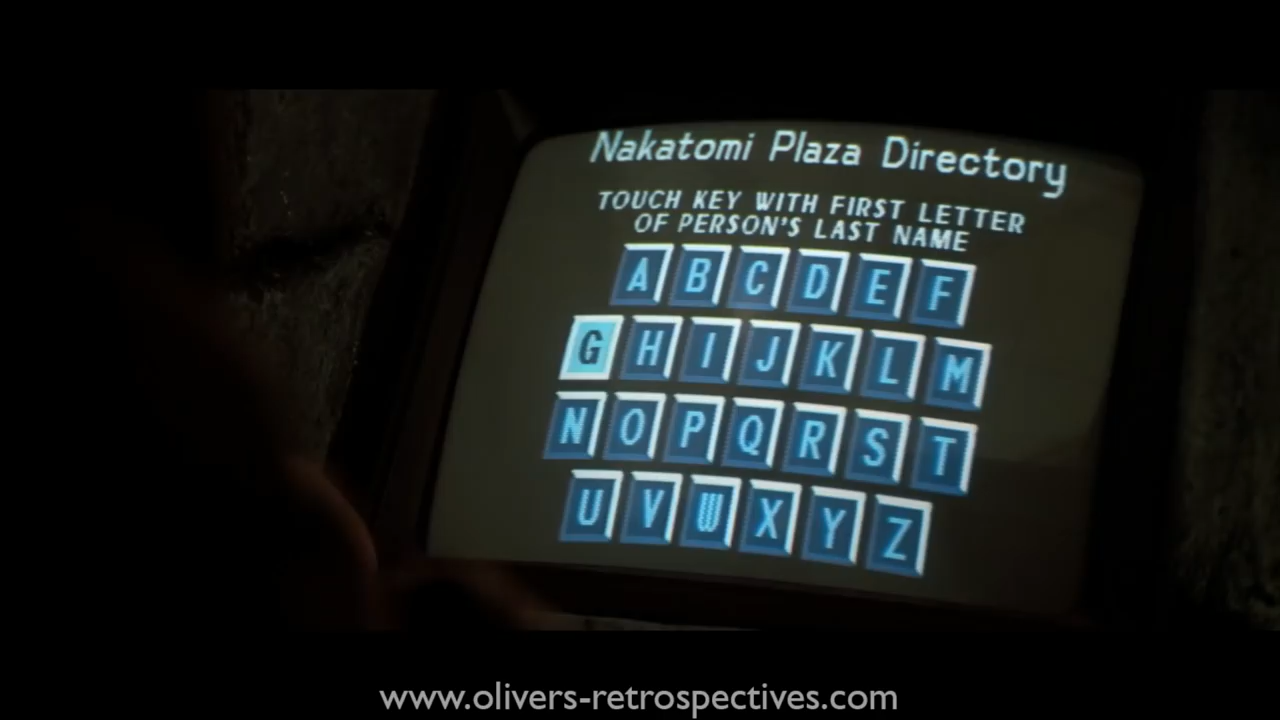 Nakatomi Plaza Directory
TOUCH KEY WITH FIRST LETTER
OF PERSON'S LAST NAME
A B C D E F
G H I J K L M
N O P Q R S T
U V W X Y Z
www.olivers-retrospectives.com